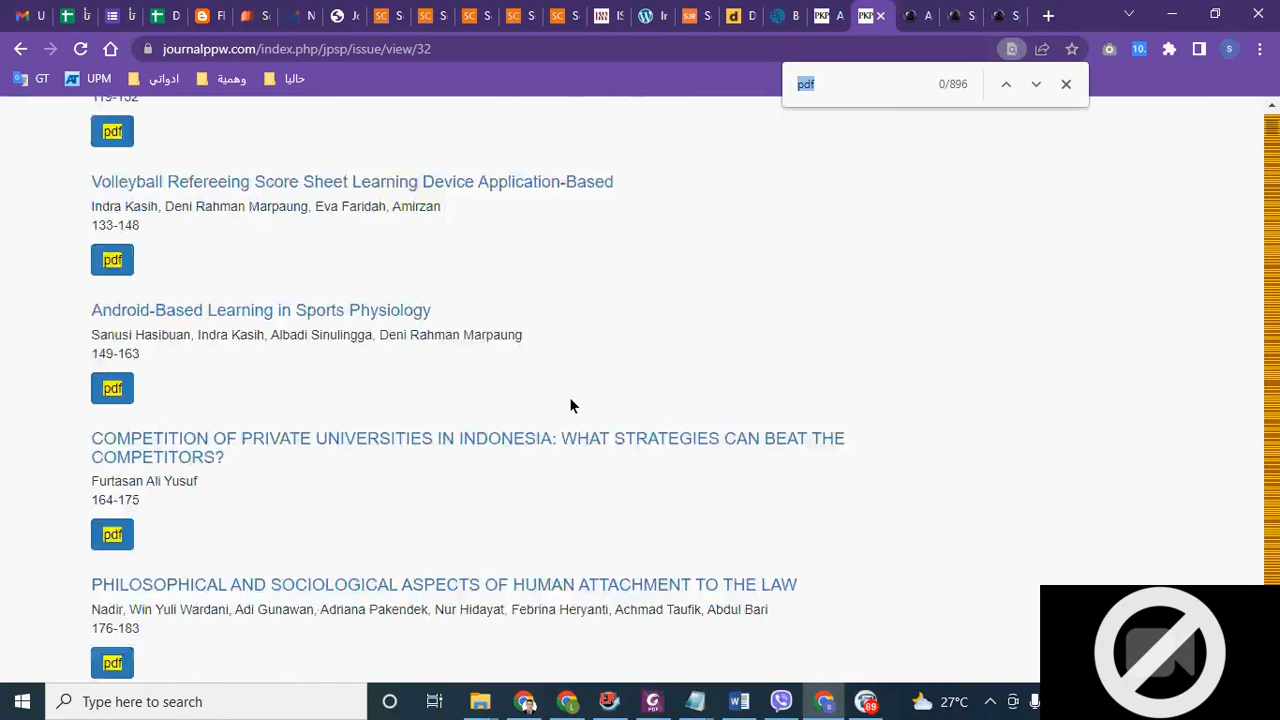 S
journalppw.com/index.php/jpsp/issue/view/32
10.
S
GT
UPM
ادواتي
وهمية
حاليا
pdf
0/896
119-132
pdf
Volleyball Refereeing Score Sheet Learning Device Application-Based
Indra Kasih, Deni Rahman Marpaung, Eva Faridah, Amirzan
133-148
pdf
Android-Based Learning in Sports Physiology
Sanusi Hasibuan, Indra Kasih, Albadi Sinulingga, Deni Rahman Marpaung
149-163
pdf
COMPETITION OF PRIVATE UNIVERSITIES IN INDONESIA: WHAT STRATEGIES CAN BEAT THE
COMPETITORS?
Furtasan Ali Yusuf
164-175
pdf
PHILOSOPHICAL AND SOCIOLOGICAL ASPECTS OF HUMAN ATTACHMENT TO THE LAW
Nadir, Win Yuli Wardani, Adi Gunawan, Adriana Pakendek, Nur Hidayat, Febrina Heryanti, Achmad Taufik, Abdul Bari
176-183
pdf
Type here to search
89
27°C